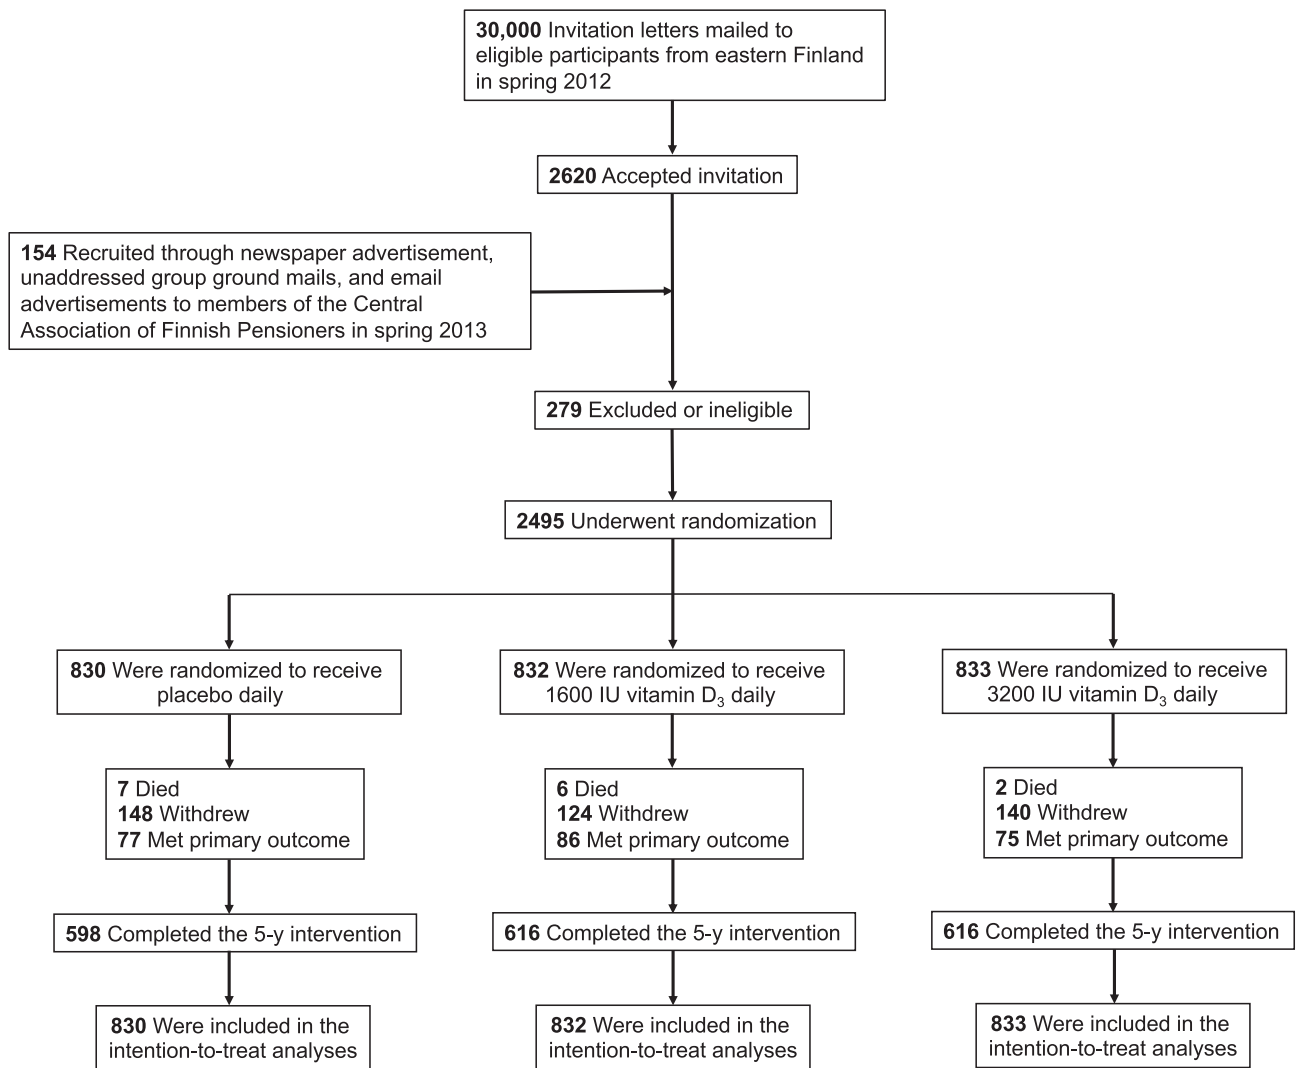 30,000 Invitation letters mailed to
eligible participants from eastern Finland
in spring 2012
2620 Accepted invitation
154 Recruited through newspaper advertisement,
unaddressed group ground mails, and email
advertisements to members of the Central
Association of Finnish Pensioners in spring 2013
279 Excluded or ineligible
2495 Underwent randomization
830 Were randomized to receive
placebo daily
832 Were randomized to receive
1600 IU vitamin D₃ daily
833 Were randomized to receive
3200 IU vitamin D₃ daily
7 Died
148 Withdrew
77 Met primary outcome
6 Died
124 Withdrew
86 Met primary outcome
2 Died
140 Withdrew
75 Met primary outcome
598 Completed the 5-y intervention
616 Completed the 5-y intervention
616 Completed the 5-y intervention
830 Were included in the
intention-to-treat analyses
832 Were included in the
intention-to-treat analyses
833 Were included in the
intention-to-treat analyses